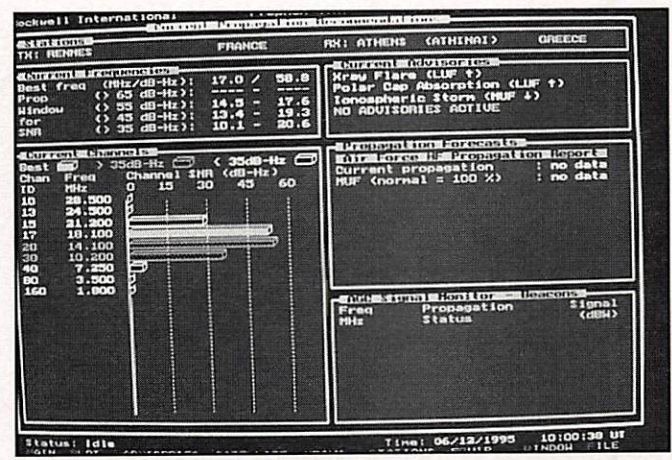 ockwell International
Current Propagation Recommendations
Stations
TX: RENNES FRANCE RX: ATHENS (ATHINAI) GREECE
Current Frequencies
Best freq (MHz/dB-Hz): 17.0 / 58.8
Prop (> 65 dB-Hz): ---- - ----
Window (> 55 dB-Hz): 14.5 - 17.6
for (> 45 dB-Hz): 13.4 - 19.3
SNR (> 35 dB-Hz): 10.1 - 20.6
Current Advisories
Xray Flare (LUF ↑)
Polar Cap Absorption (LUF ↑)
Ionospheric Storm (MUF ↓)
NO ADVISORIES ACTIVE
Current Channels
Best > 35dB-Hz < 35dB-Hz
Chan Freq Channel SNR (dB-Hz)
ID MHz 0 15 30 45 60
10 28.500
13 24.500
15 21.200
17 18.100
20 14.100
30 10.200
40 7.250
80 3.500
160 1.800
Propagation Forecasts
Air Force HF Propagation Report
Current propagation : no data
MUF (normal = 100 %) : no data
AGC Signal Monitor - Beacons
Freq Propagation Signal
MHz Status (dBW)
Status: Idle Time: 06/12/1995 10:00:38 UT
WINDOW FILE